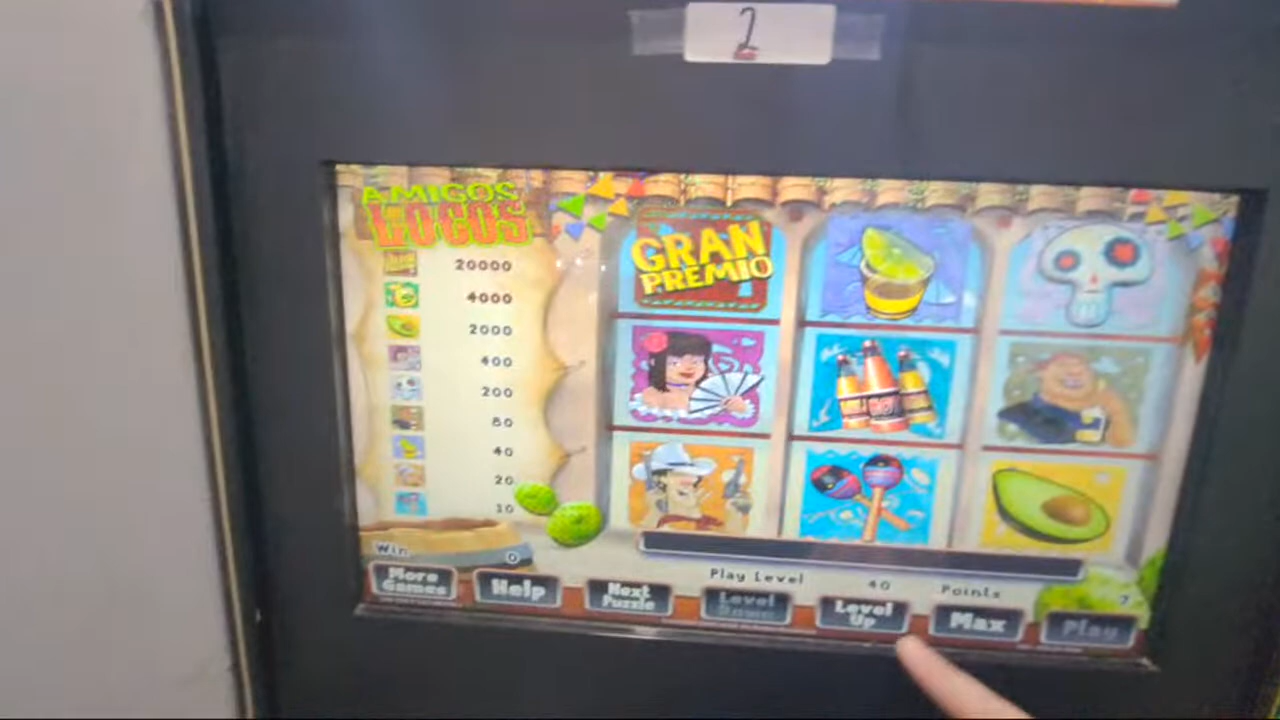 2
AMIGOS
LOCOS
GRAN
PREMIO
20000
4000
2000
400
200
80
40
20
10
Win 0
Play Level 40 Points 7
More
Games
Help
Next
Puzzle
Level
Down
Level
Up
Max
Play